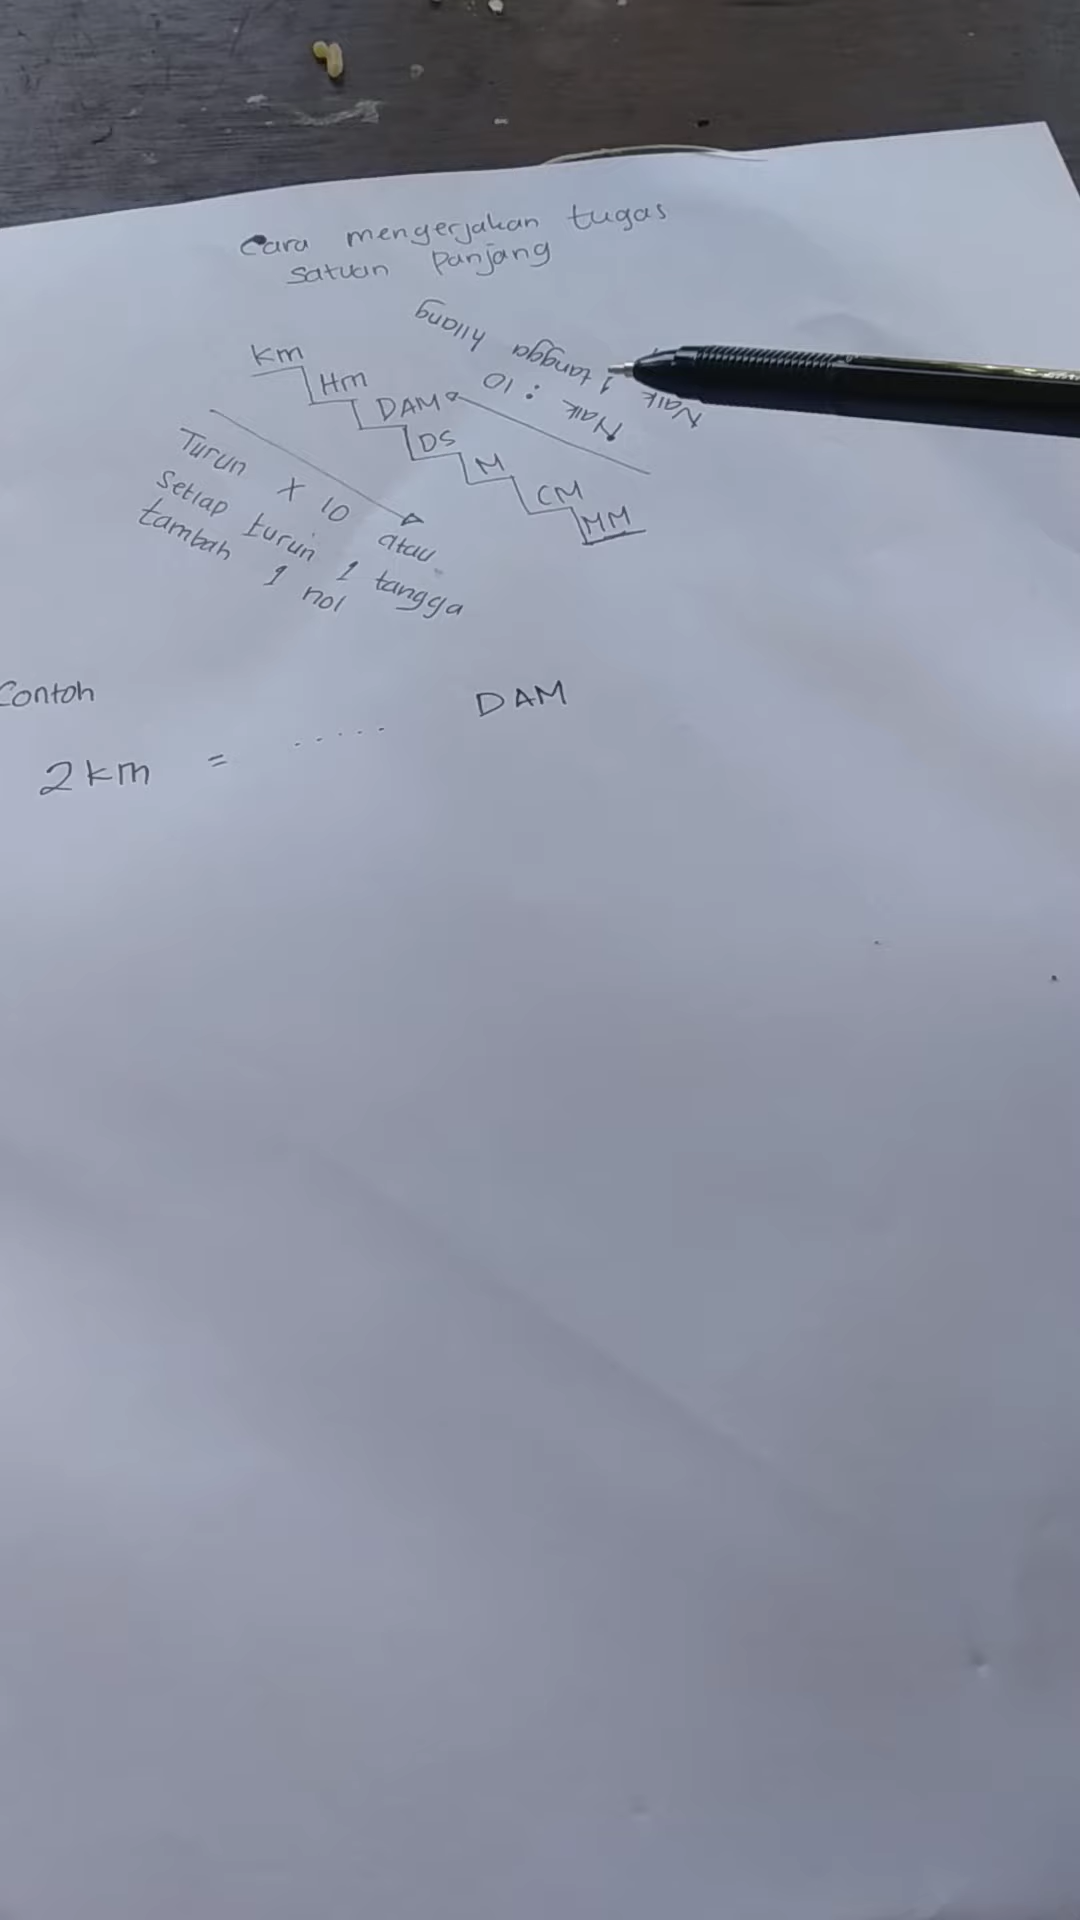 Cara mengerjakan tugas
Satuan Panjang
Km
Hm
DAM
DS
M
CM
MM
Naik : 10
Naik 1 tangga hilang
Turun x 10 atau
Setiap turun 1 tangga
tambah 1 nol
Contoh
2 km = ..... DAM